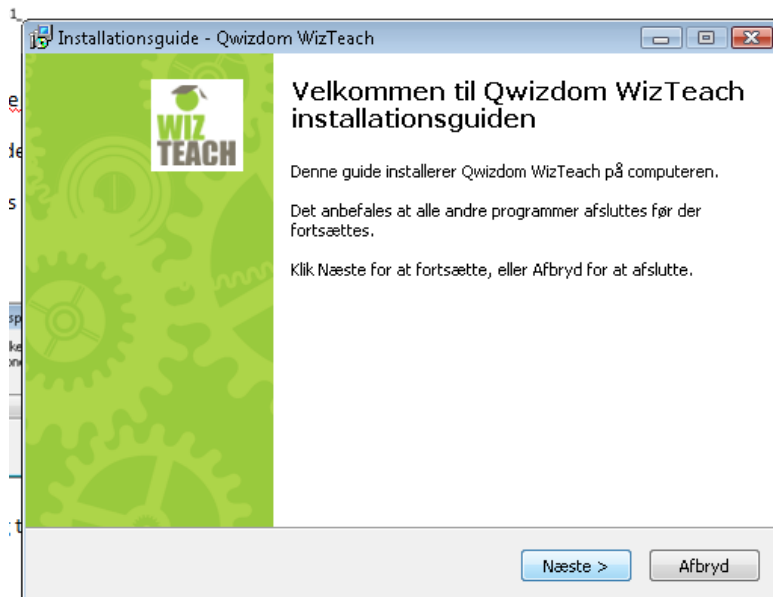 1
Installationsguide - Qwizdom WizTeach
WIZ
TEACH
Velkommen til Qwizdom WizTeach
installationsguiden
Denne guide installerer Qwizdom WizTeach på computeren.
Det anbefales at alle andre programmer afsluttes før der
fortsættes.
Klik Næste for at fortsætte, eller Afbryd for at afslutte.
Næste >
Afbryd